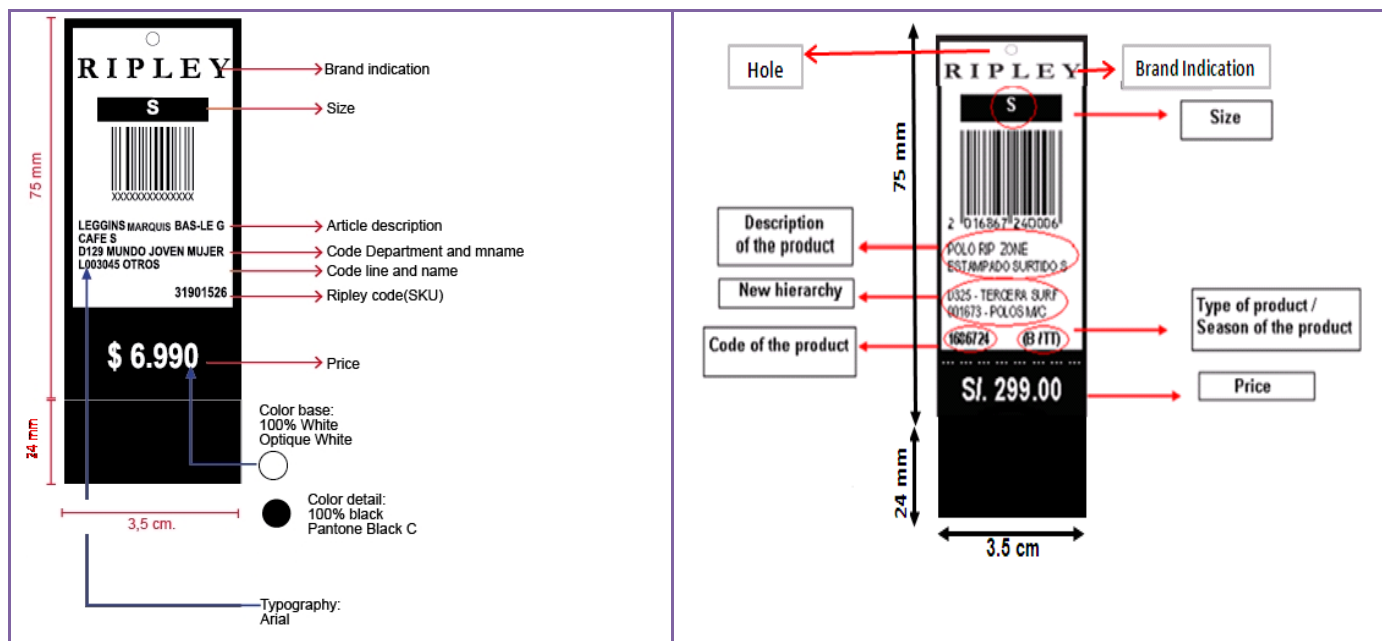 RIPLEY
Brand indication
S
Size
75 mm
XXXXXXXXXXXXXX
LEGGINS MARQUIS BAS-LE G
CAFE S
Article description
D129 MUNDO JOVEN MUJER
Code Department and mname
L003045 OTROS
Code line and name
31901526
Ripley code(SKU)
$ 6.990
Price
24 mm
Color base:
100% White
Optique White
Color detail:
100% black
Pantone Black C
3,5 cm.
Typography:
Arial
Hole
RIPLEY
Brand Indication
S
Size
75 mm
2 016867 240006
Description
of the product
POLO RIP ZONE
ESTAMPADO SURTIDO S
New hierarchy
D325 - TERCERA SURF
001673 - POLOS M/C
Type of product /
Season of the product
Code of the product
1686724 (B/TT)
S/. 299.00
Price
24 mm
3.5 cm